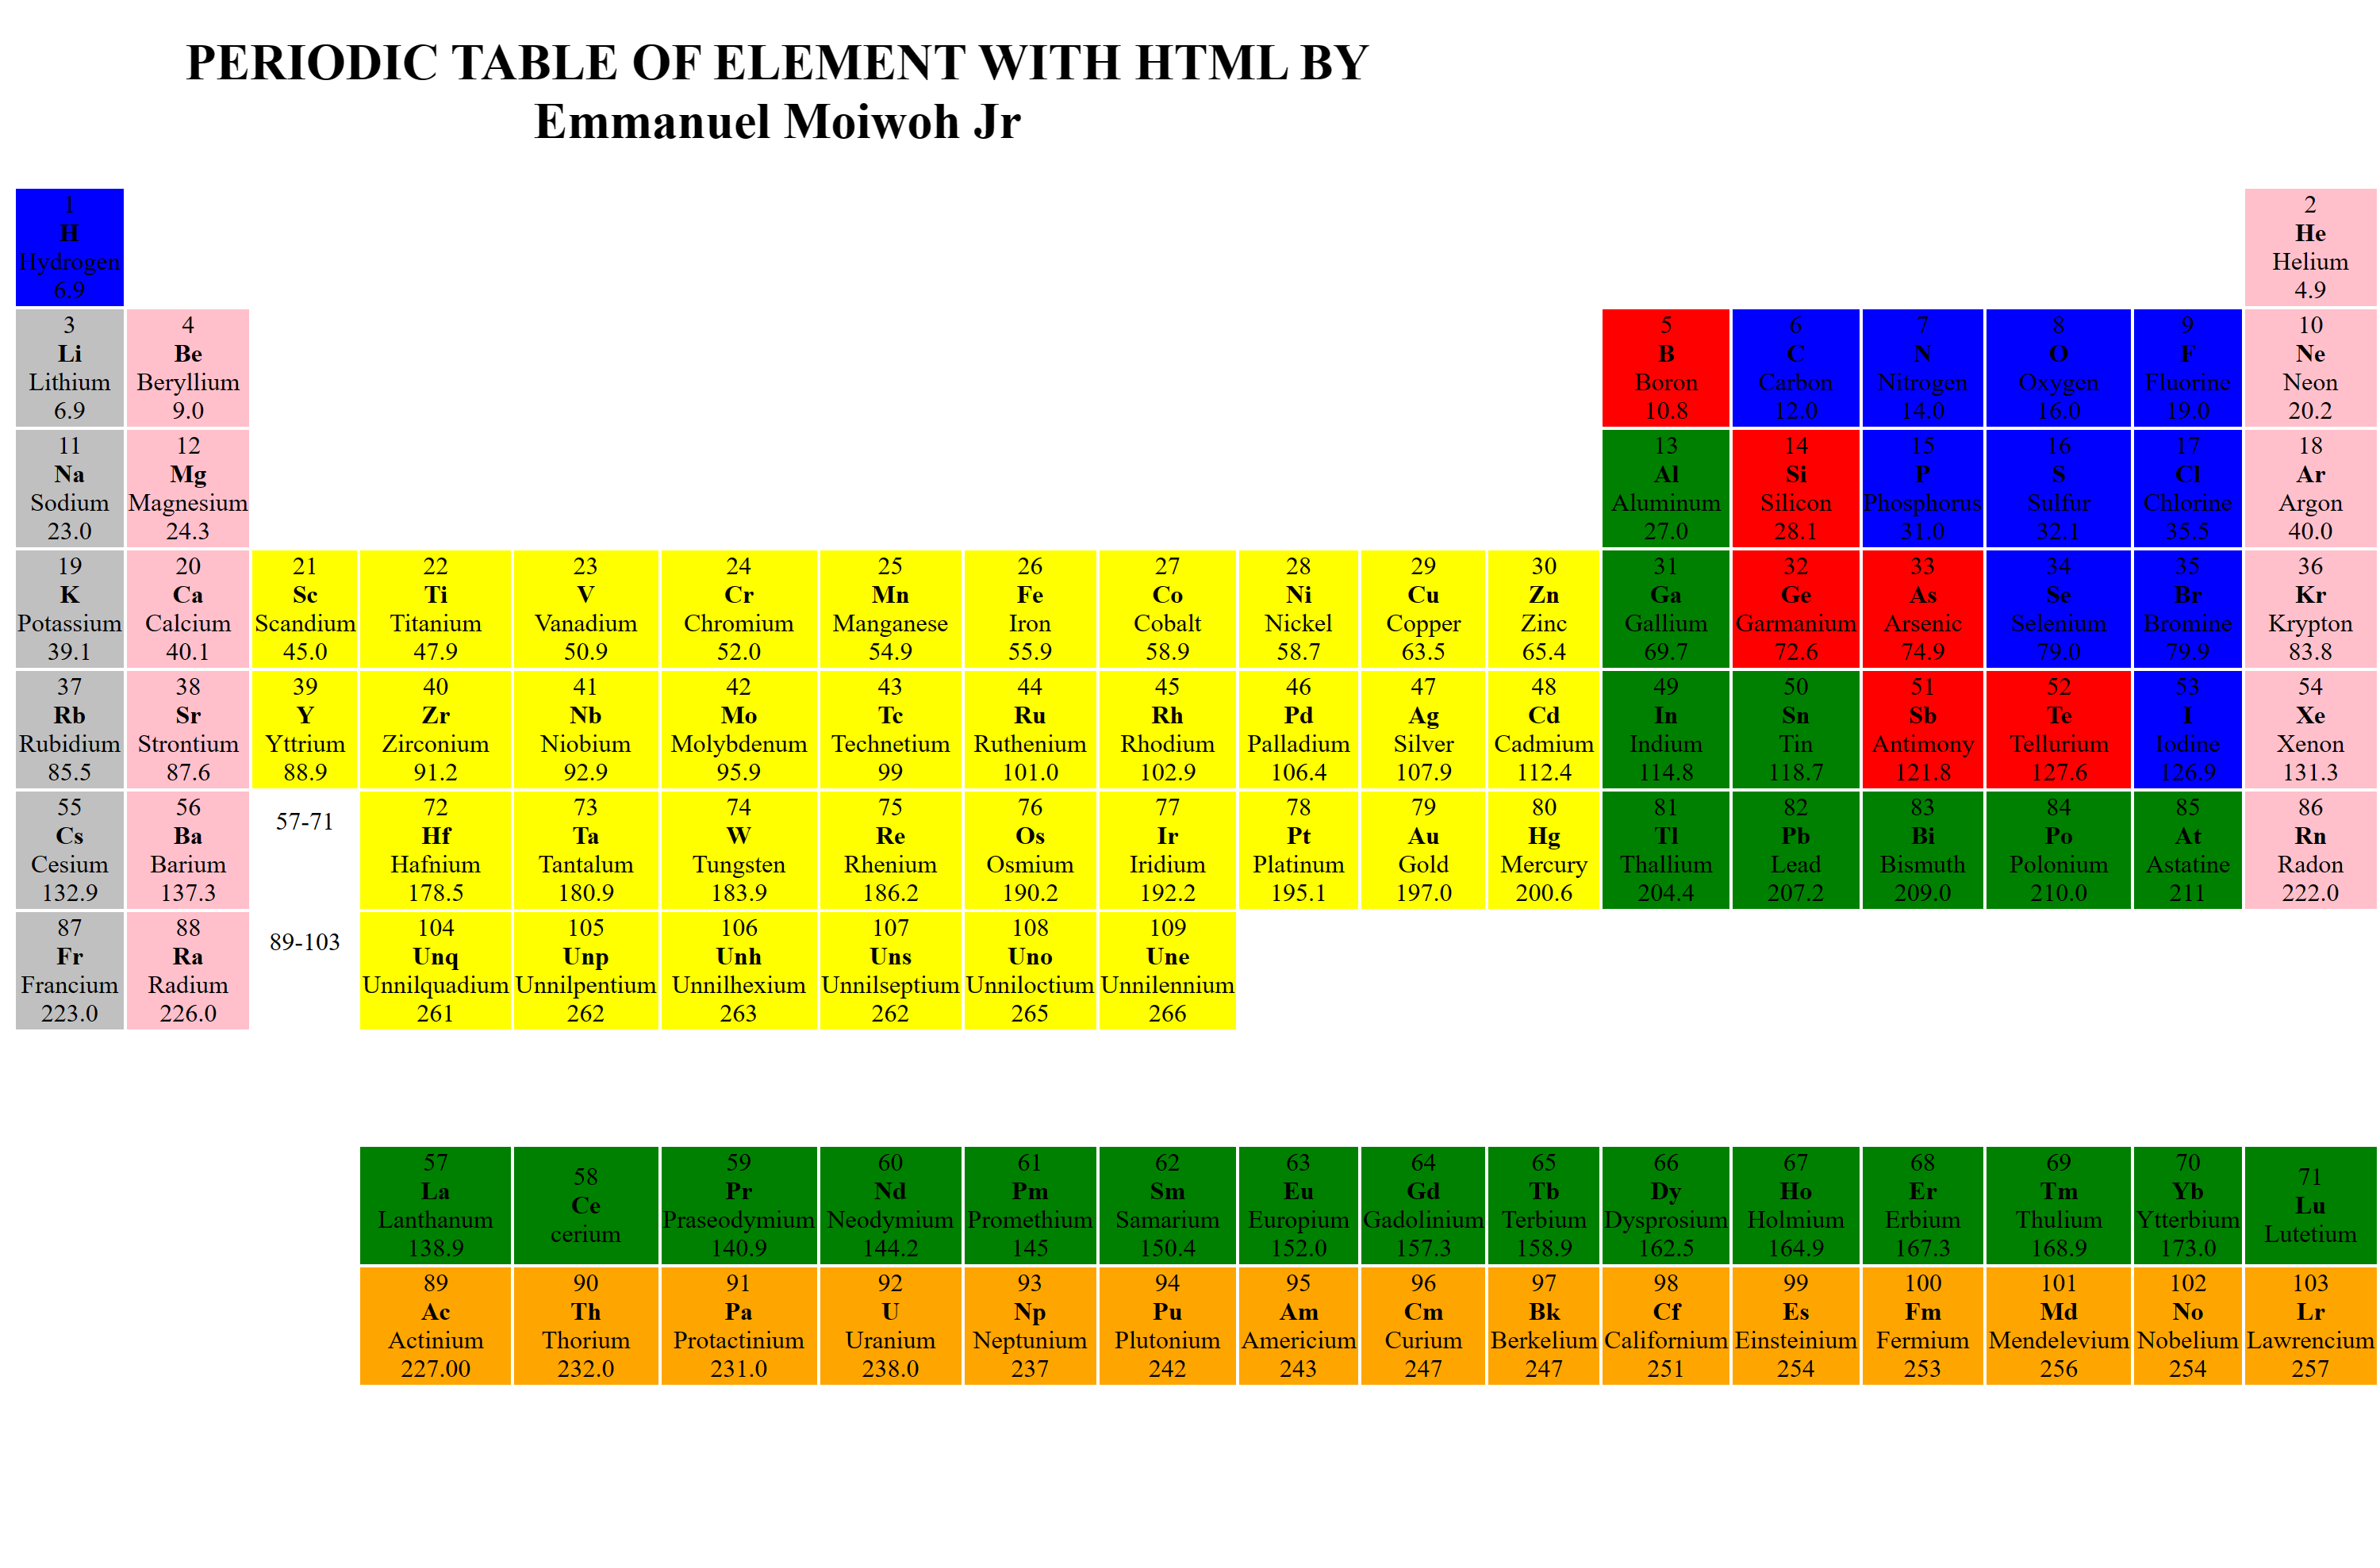 PERIODIC TABLE OF ELEMENT WITH HTML BY
Emmanuel Moiwoh Jr
1 2
H He
Hydrogen Helium
6.9 4.9
3 4 5 6 7 8 9 10
Li Be B C N O F Ne
Lithium Beryllium Boron Carbon Nitrogen Oxygen Fluorine Neon
6.9 9.0 10.8 12.0 14.0 16.0 19.0 20.2
11 12 13 14 15 16 17 18
Na Mg Al Si P S Cl Ar
Sodium Magnesium Aluminum Silicon Phosphorus Sulfur Chlorine Argon
23.0 24.3 27.0 28.1 31.0 32.1 35.5 40.0
19 20 21 22 23 24 25 26 27 28 29 30 31 32 33 34 35 36
K Ca Sc Ti V Cr Mn Fe Co Ni Cu Zn Ga Ge As Se Br Kr
Potassium Calcium Scandium Titanium Vanadium Chromium Manganese Iron Cobalt Nickel Copper Zinc Gallium Garmanium Arsenic Selenium Bromine Krypton
39.1 40.1 45.0 47.9 50.9 52.0 54.9 55.9 58.9 58.7 63.5 65.4 69.7 72.6 74.9 79.0 79.9 83.8
37 38 39 40 41 42 43 44 45 46 47 48 49 50 51 52 53 54
Rb Sr Y Zr Nb Mo Tc Ru Rh Pd Ag Cd In Sn Sb Te I Xe
Rubidium Strontium Yttrium Zirconium Niobium Molybdenum Technetium Ruthenium Rhodium Palladium Silver Cadmium Indium Tin Antimony Tellurium Iodine Xenon
85.5 87.6 88.9 91.2 92.9 95.9 99 101.0 102.9 106.4 107.9 112.4 114.8 118.7 121.8 127.6 126.9 131.3
55 56 57-71 72 73 74 75 76 77 78 79 80 81 82 83 84 85 86
Cs Ba Hf Ta W Re Os Ir Pt Au Hg Tl Pb Bi Po At Rn
Cesium Barium Hafnium Tantalum Tungsten Rhenium Osmium Iridium Platinum Gold Mercury Thallium Lead Bismuth Polonium Astatine Radon
132.9 137.3 178.5 180.9 183.9 186.2 190.2 192.2 195.1 197.0 200.6 204.4 207.2 209.0 210.0 211 222.0
87 88 89-103 104 105 106 107 108 109
Fr Ra Unq Unp Unh Uns Uno Une
Francium Radium Unnilquadium Unnilpentium Unnilhexium Unnilseptium Unniloctium Unnilennium
223.0 226.0 261 262 263 262 265 266
57 58 59 60 61 62 63 64 65 66 67 68 69 70 71
La Ce Pr Nd Pm Sm Eu Gd Tb Dy Ho Er Tm Yb Lu
Lanthanum cerium Praseodymium Neodymium Promethium Samarium Europium Gadolinium Terbium Dysprosium Holmium Erbium Thulium Ytterbium Lutetium
138.9 140.9 144.2 145 150.4 152.0 157.3 158.9 162.5 164.9 167.3 168.9 173.0
89 90 91 92 93 94 95 96 97 98 99 100 101 102 103
Ac Th Pa U Np Pu Am Cm Bk Cf Es Fm Md No Lr
Actinium Thorium Protactinium Uranium Neptunium Plutonium Americium Curium Berkelium Californium Einsteinium Fermium Mendelevium Nobelium Lawrencium
227.00 232.0 231.0 238.0 237 242 243 247 247 251 254 253 256 254 257